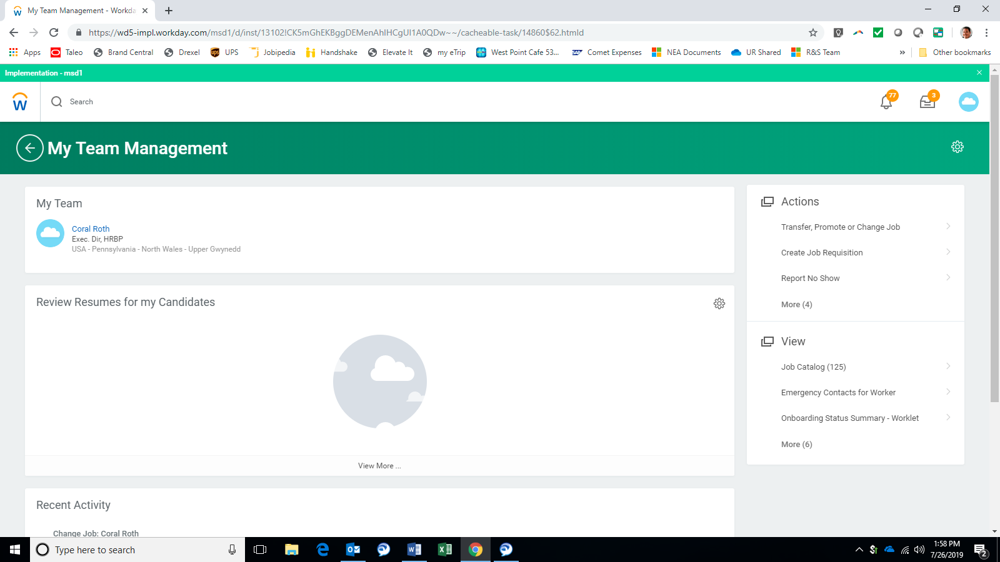 My Team Management - Workda
https://wd5-impl.workday.com/msd1/d/inst/13102!CK5mGhEKBggDEMenAhIHCgUI1A0QDw~~/cacheable-task/14860$62.htmld
Apps Taleo Brand Central Drexel UPS Jobipedia Handshake Elevate It my eTrip West Point Cafe 53... Comet Expenses NEA Documents UR Shared R&S Team » Other bookmarks
Implementation - msd1
Search
77
3
My Team Management
My Team
Coral Roth
Exec. Dir, HRBP
USA - Pennsylvania - North Wales - Upper Gwynedd
Review Resumes for my Candidates
View More ...
Recent Activity
Change Job: Coral Roth
Actions
Transfer, Promote or Change Job
Create Job Requisition
Report No Show
More (4)
View
Job Catalog (125)
Emergency Contacts for Worker
Onboarding Status Summary - Worklet
More (6)
Type here to search
1:58 PM
7/26/2019
2